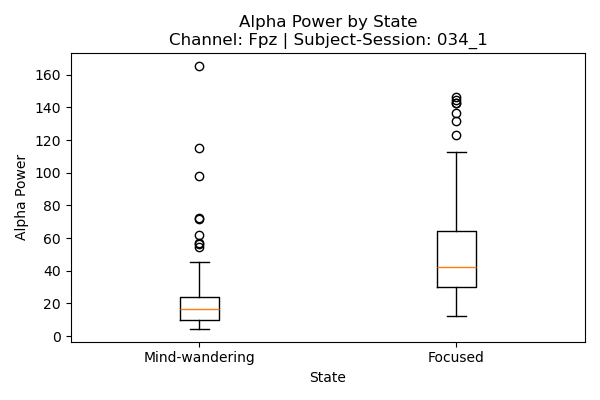 Alpha Power by State
Channel: Fpz | Subject-Session: 034_1
160
140
120
100
80
60
40
20
0
Alpha Power
Mind-wandering
Focused
State